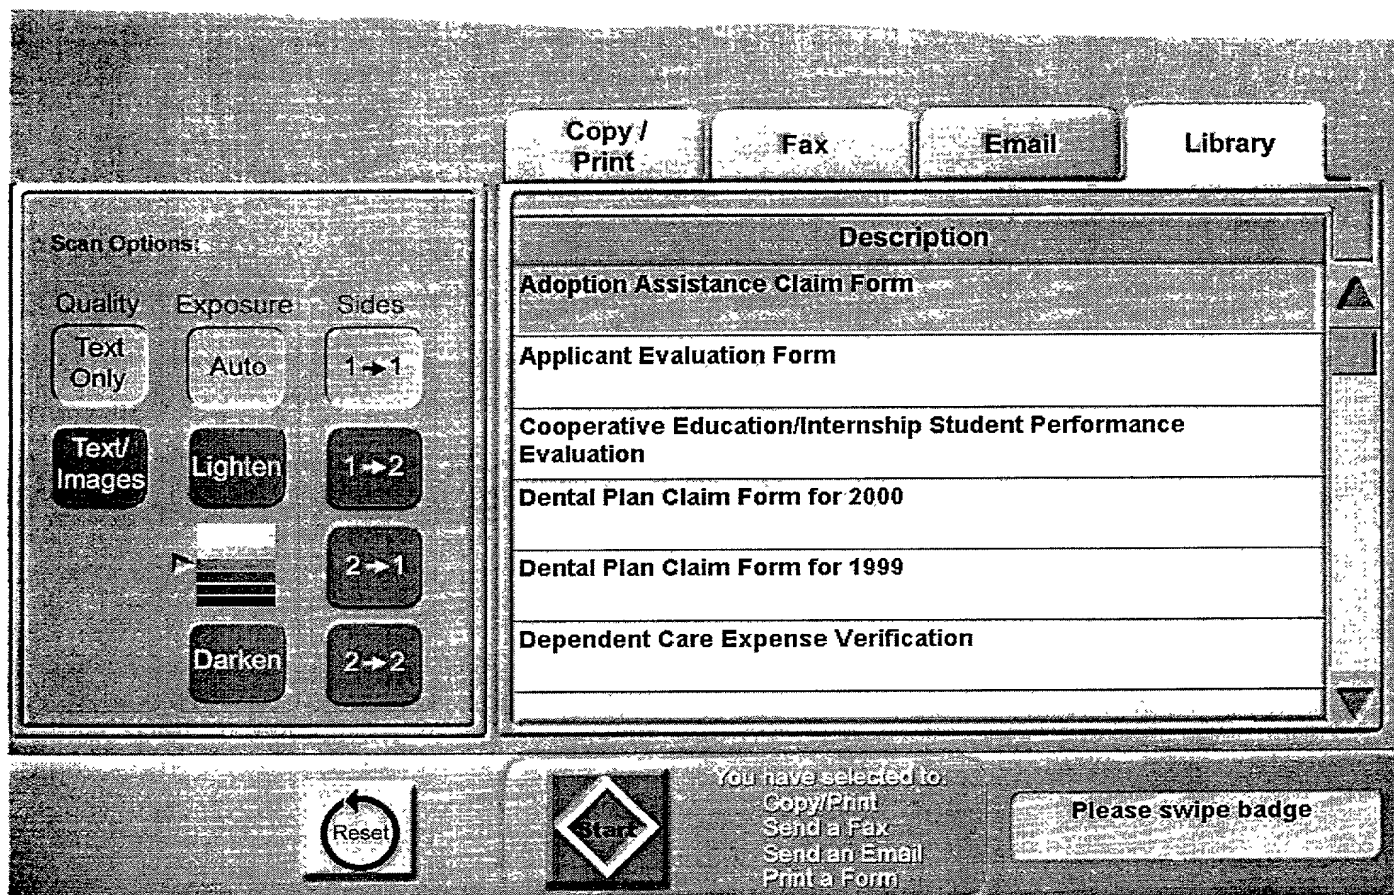 Copy /
Print
Fax
Email
Library
Scan Options:
Quality
Exposure
Sides
Text
Only
Auto
1→1
Text/
Images
Lighten
1→2
2→1
Darken
2→2
Description
Adoption Assistance Claim Form
Applicant Evaluation Form
Cooperative Education/Internship Student Performance
Evaluation
Dental Plan Claim Form for 2000
Dental Plan Claim Form for 1999
Dependent Care Expense Verification
Reset
Start
You have selected to:
Copy/Print
Send a Fax
Send an Email
Print a Form
Please swipe badge